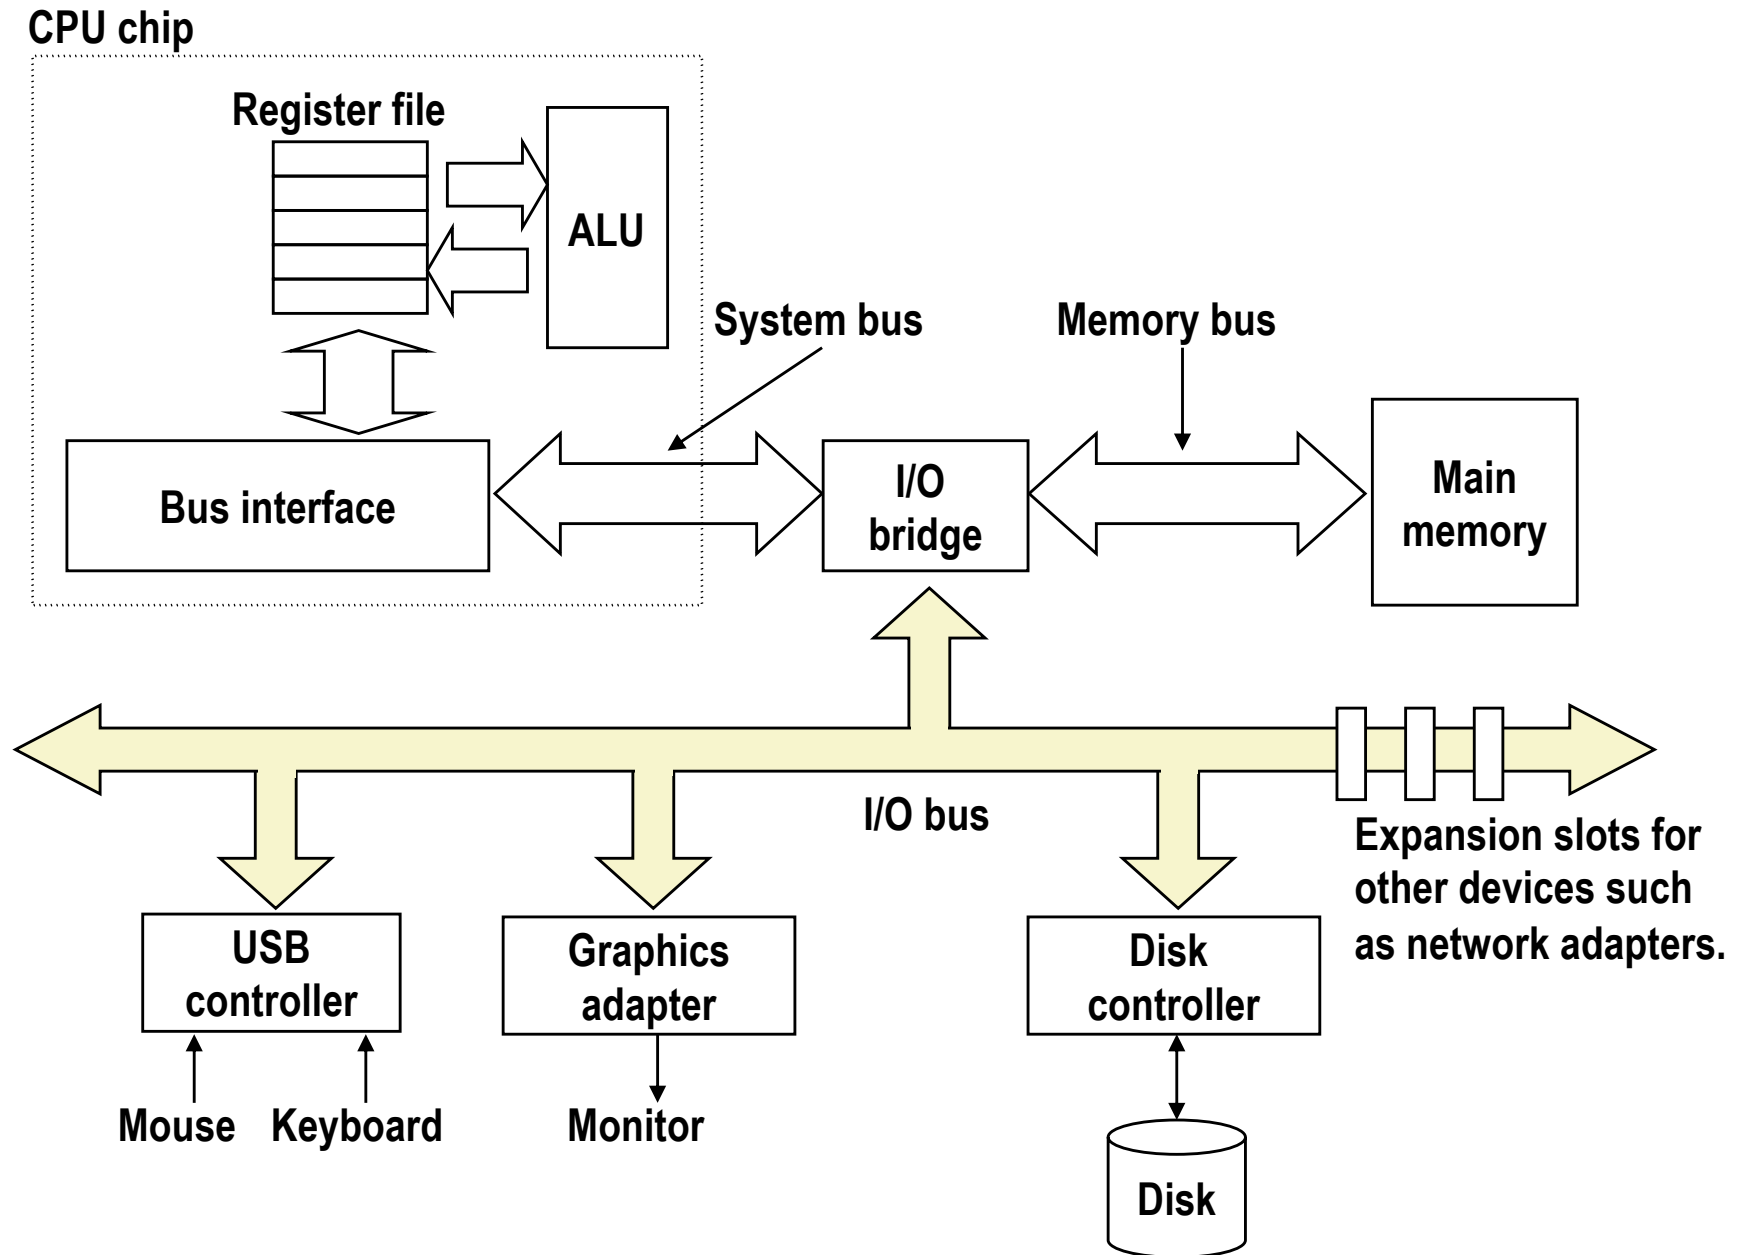 CPU chip
Register file
ALU
System bus
Memory bus
Bus interface
I/O
bridge
Main
memory
I/O bus
Expansion slots for
other devices such
as network adapters.
USB
controller
Graphics
adapter
Disk
controller
Mouse
Keyboard
Monitor
Disk